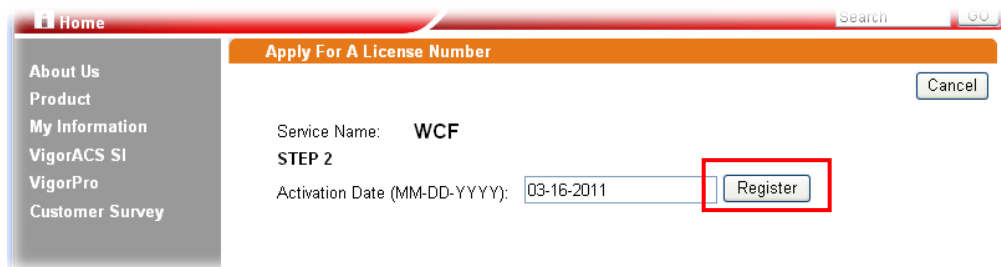 Home
Search GO
Apply For A License Number
About Us
Cancel
Product
My Information
Service Name: WCF
VigorACS SI
STEP 2
VigorPro
Activation Date (MM-DD-YYYY): 03-16-2011 Register
Customer Survey